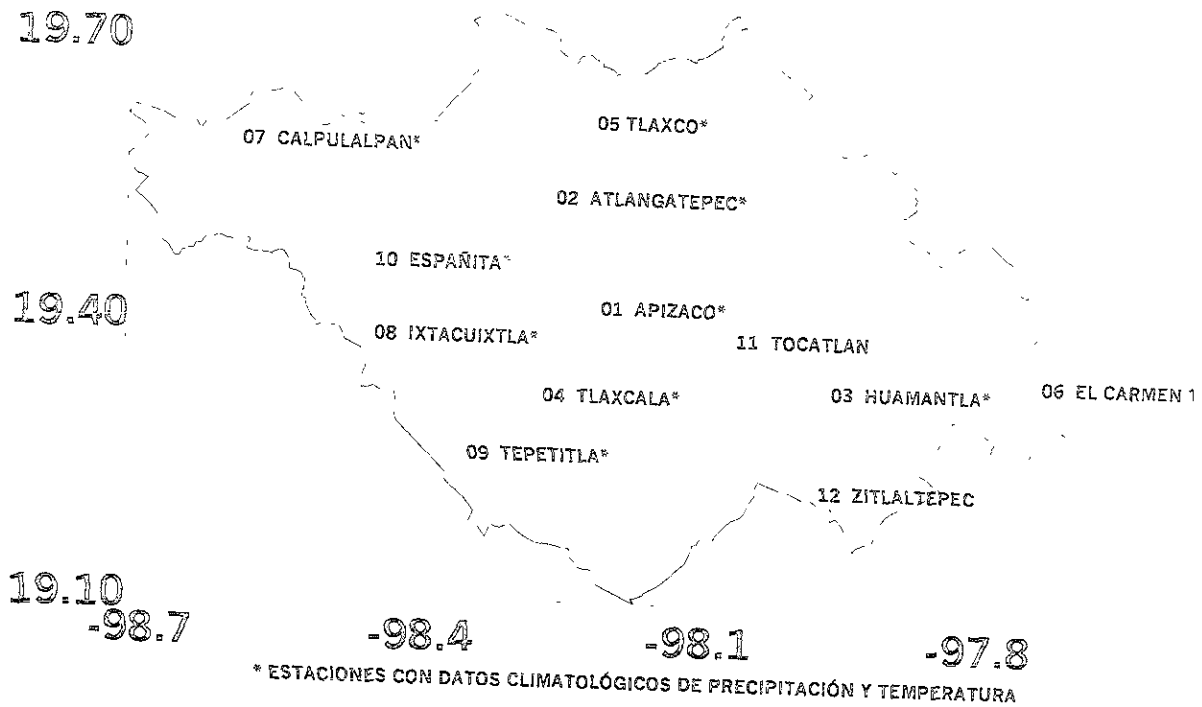 19.70
05 TLAXCO*
07 CALPULALPAN*
02 ATLANGATEPEC*
10 ESPAÑITA*
19.40
01 APIZACO*
08 IXTACUIXTLA*
11 TOCATLAN
04 TLAXCALA*
03 HUAMANTLA*
06 EL CARMEN 1
09 TEPETITLA*
12 ZITLALTEPEC
19.10
-98.7 -98.4 -98.1 -97.8
* ESTACIONES CON DATOS CLIMATOLÓGICOS DE PRECIPITACIÓN Y TEMPERATURA